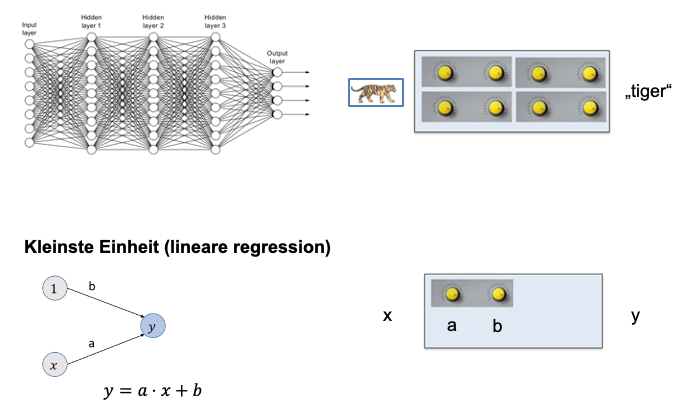 Input
layer
Hidden
layer 1
Hidden
layer 2
Hidden
layer 3
Output
layer
„tiger“
Kleinste Einheit (lineare regression)
1
b
y
a
x
y = a · x + b
x
a b
y